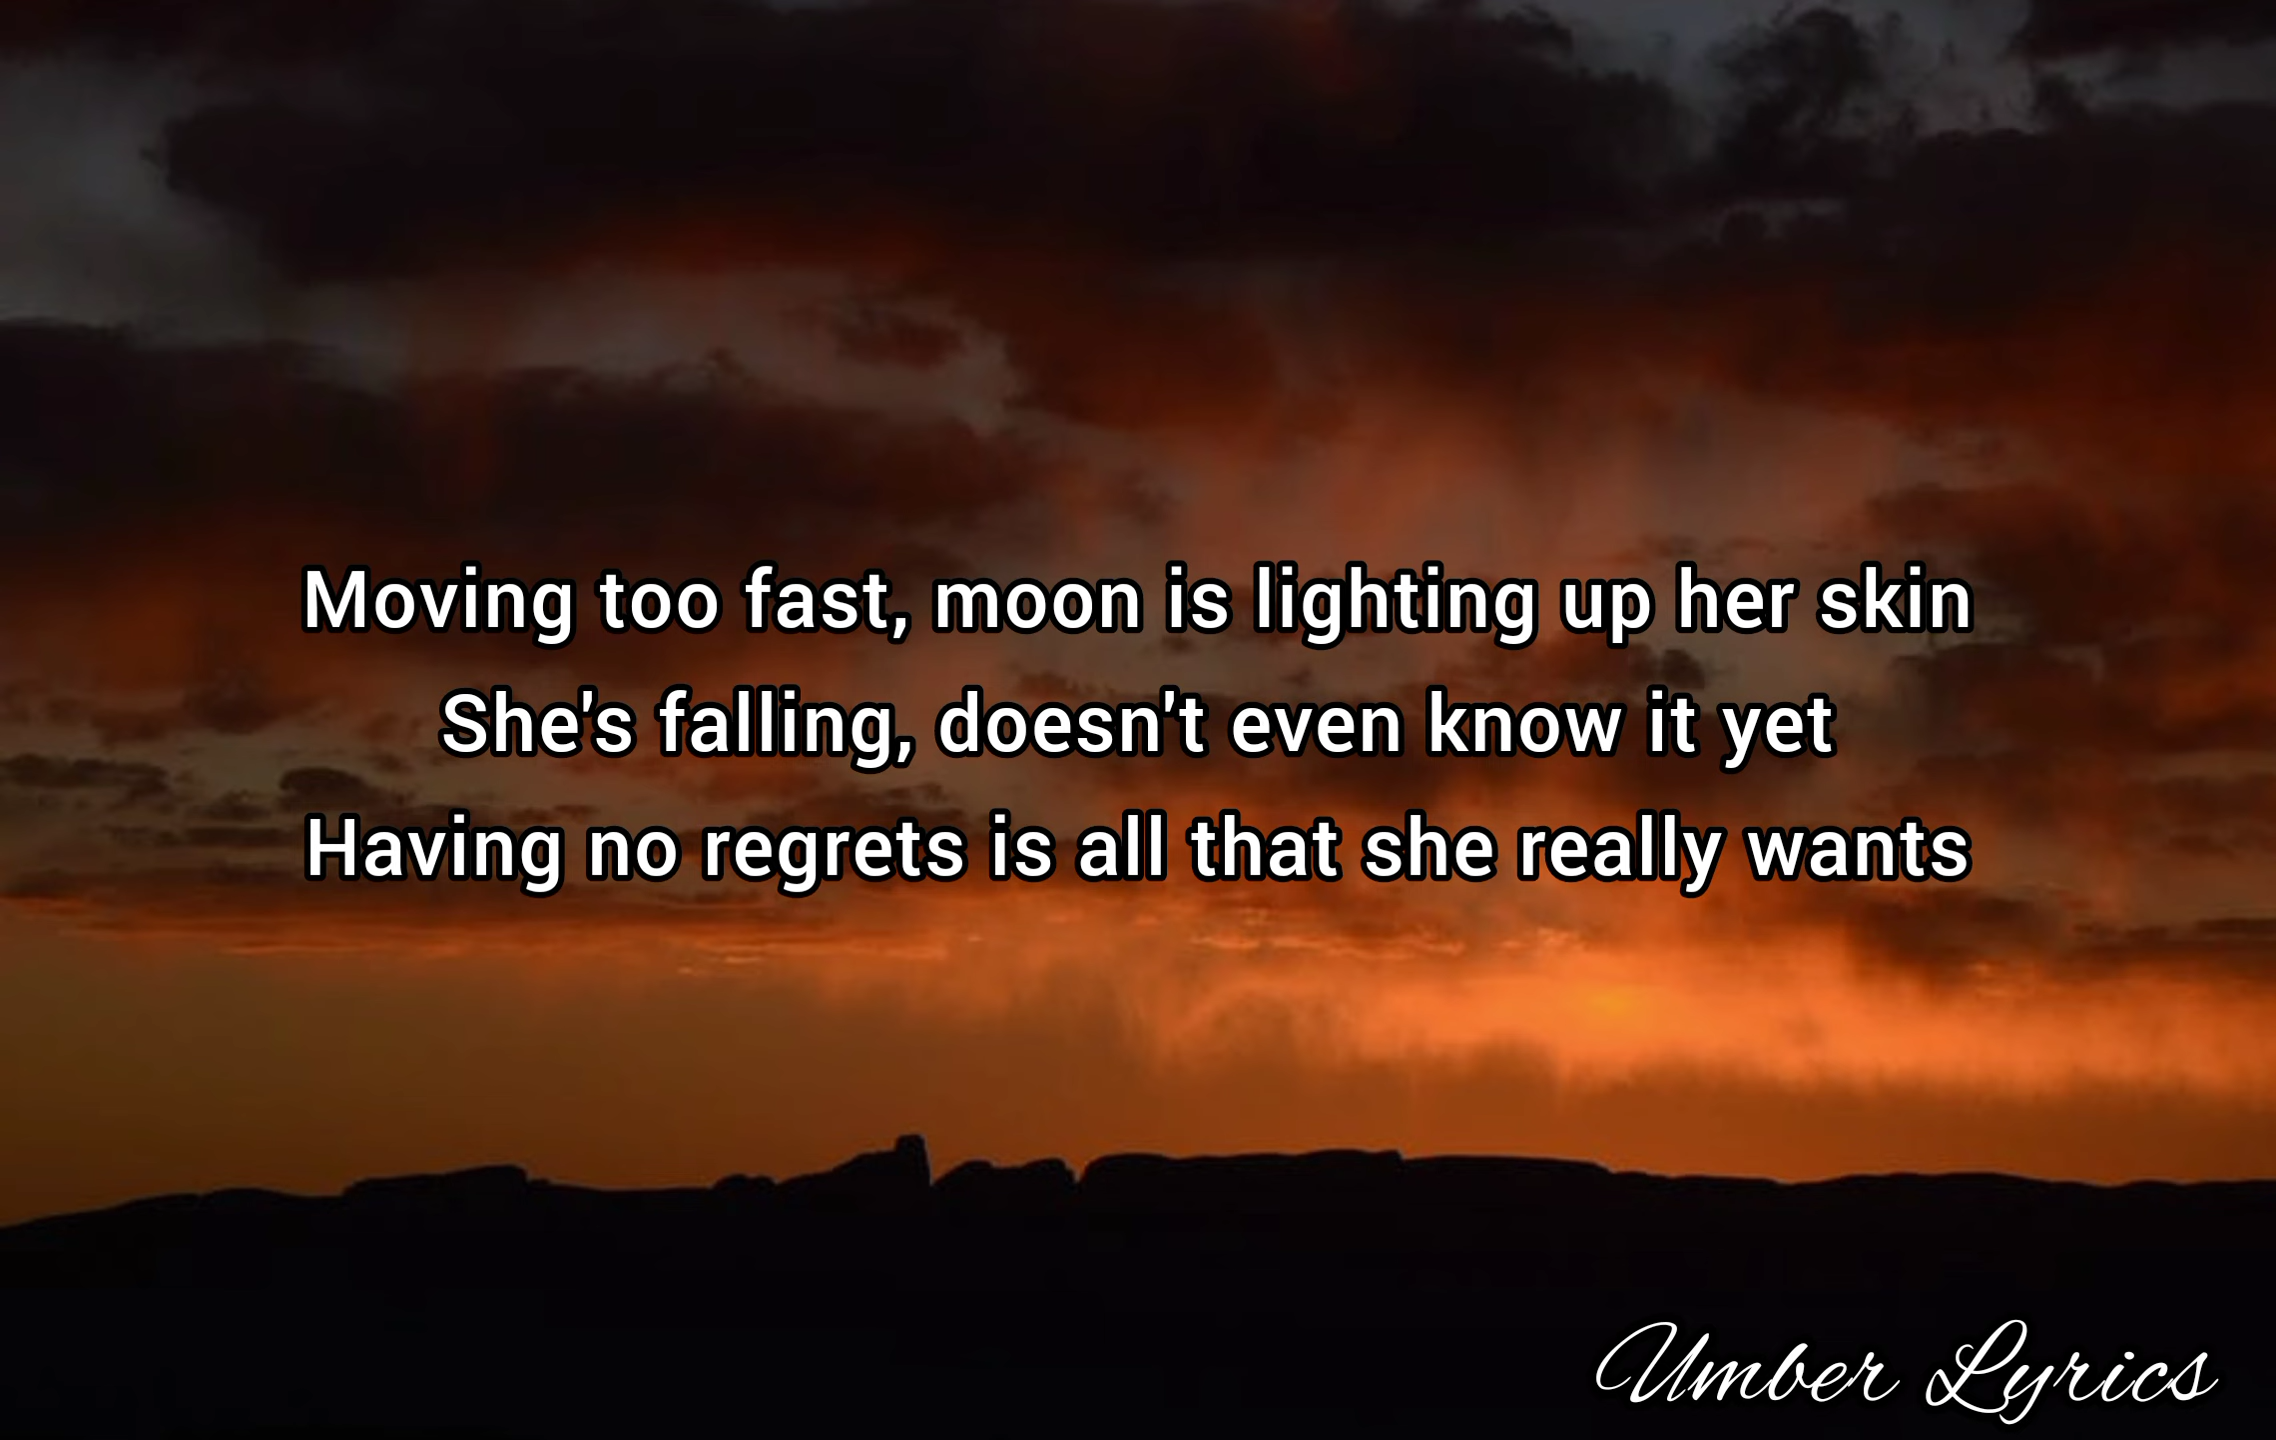 Moving too fast, moon is lighting up her skin
She's falling, doesn't even know it yet
Having no regrets is all that she really wants
Umber Lyrics